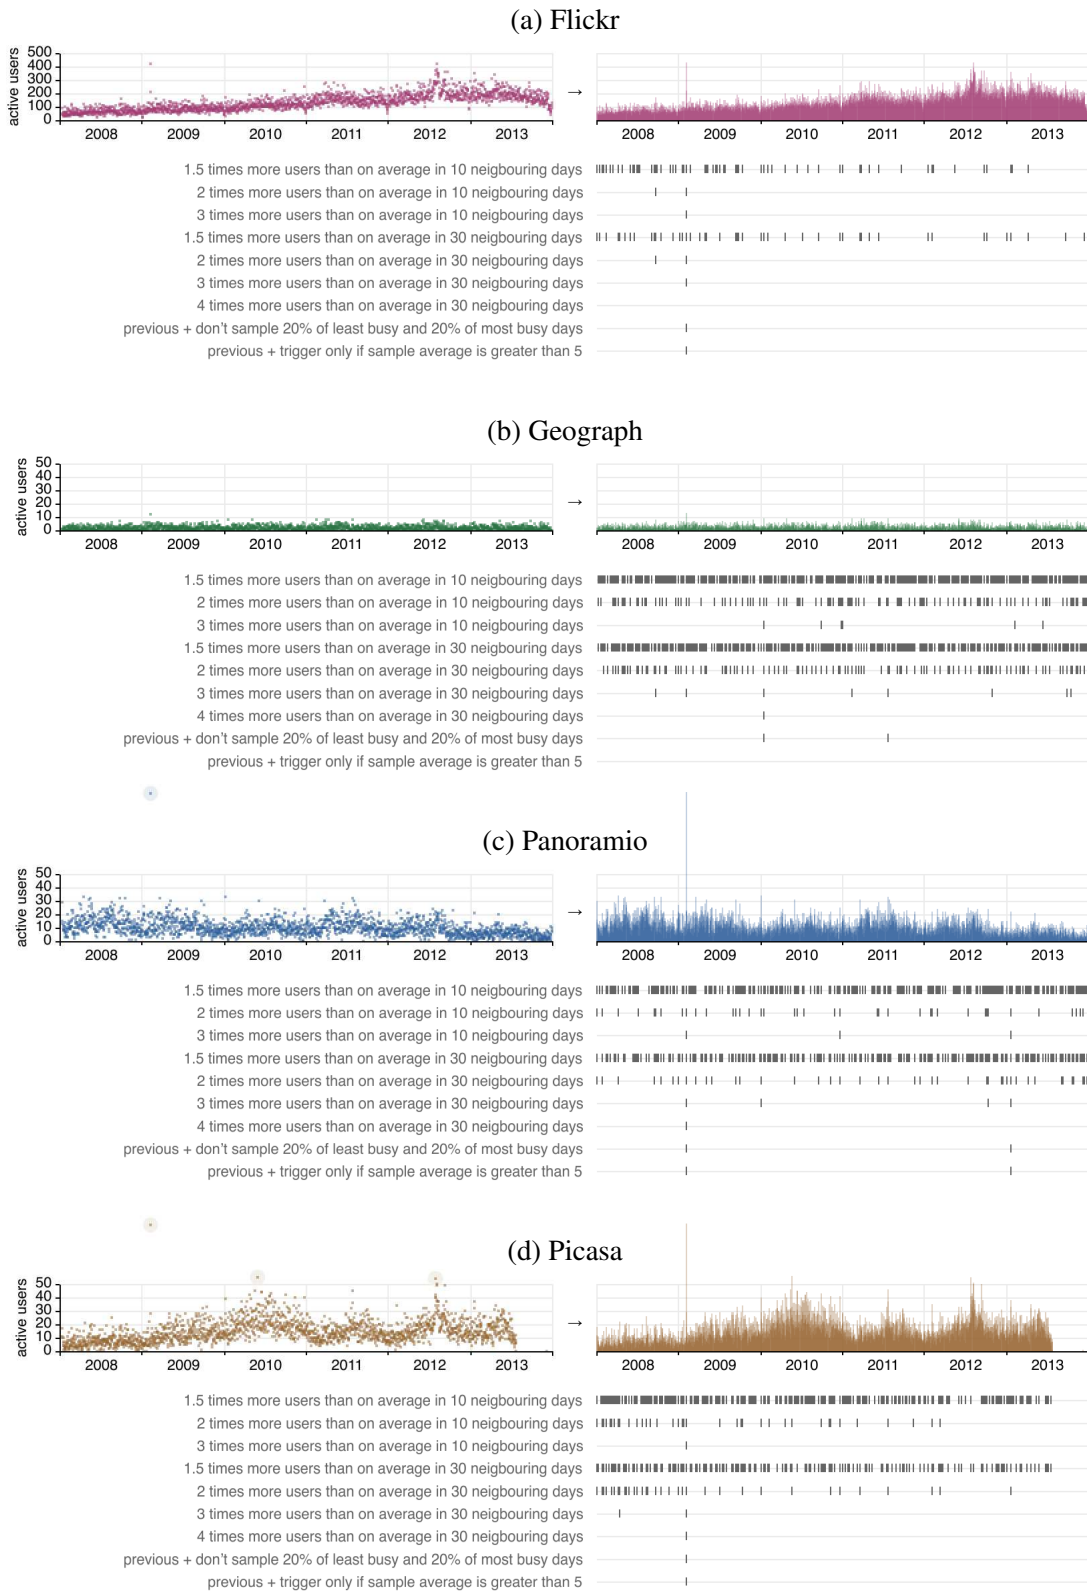 (a) Flickr
active users
500
400
300
200
100
0
2008 2009 2010 2011 2012 2013
→
2008 2009 2010 2011 2012 2013
1.5 times more users than on average in 10 neigbouring days
2 times more users than on average in 10 neigbouring days
3 times more users than on average in 10 neigbouring days
1.5 times more users than on average in 30 neigbouring days
2 times more users than on average in 30 neigbouring days
3 times more users than on average in 30 neigbouring days
4 times more users than on average in 30 neigbouring days
previous + don't sample 20% of least busy and 20% of most busy days
previous + trigger only if sample average is greater than 5
(b) Geograph
active users
50
40
30
20
10
0
2008 2009 2010 2011 2012 2013
→
2008 2009 2010 2011 2012 2013
1.5 times more users than on average in 10 neigbouring days
2 times more users than on average in 10 neigbouring days
3 times more users than on average in 10 neigbouring days
1.5 times more users than on average in 30 neigbouring days
2 times more users than on average in 30 neigbouring days
3 times more users than on average in 30 neigbouring days
4 times more users than on average in 30 neigbouring days
previous + don't sample 20% of least busy and 20% of most busy days
previous + trigger only if sample average is greater than 5
(c) Panoramio
active users
50
40
30
20
10
0
2008 2009 2010 2011 2012 2013
→
2008 2009 2010 2011 2012 2013
1.5 times more users than on average in 10 neigbouring days
2 times more users than on average in 10 neigbouring days
3 times more users than on average in 10 neigbouring days
1.5 times more users than on average in 30 neigbouring days
2 times more users than on average in 30 neigbouring days
3 times more users than on average in 30 neigbouring days
4 times more users than on average in 30 neigbouring days
previous + don't sample 20% of least busy and 20% of most busy days
previous + trigger only if sample average is greater than 5
(d) Picasa
active users
50
40
30
20
10
0
2008 2009 2010 2011 2012 2013
→
2008 2009 2010 2011 2012 2013
1.5 times more users than on average in 10 neigbouring days
2 times more users than on average in 10 neigbouring days
3 times more users than on average in 10 neigbouring days
1.5 times more users than on average in 30 neigbouring days
2 times more users than on average in 30 neigbouring days
3 times more users than on average in 30 neigbouring days
4 times more users than on average in 30 neigbouring days
previous + don't sample 20% of least busy and 20% of most busy days
previous + trigger only if sample average is greater than 5